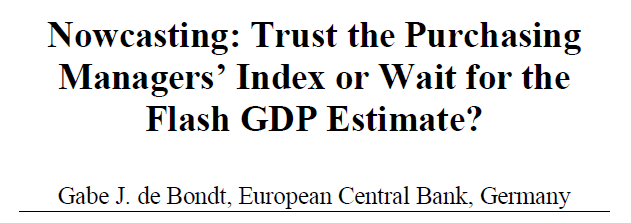 Nowcasting: Trust the Purchasing
Managers’ Index or Wait for the
Flash GDP Estimate?
Gabe J. de Bondt, European Central Bank, Germany